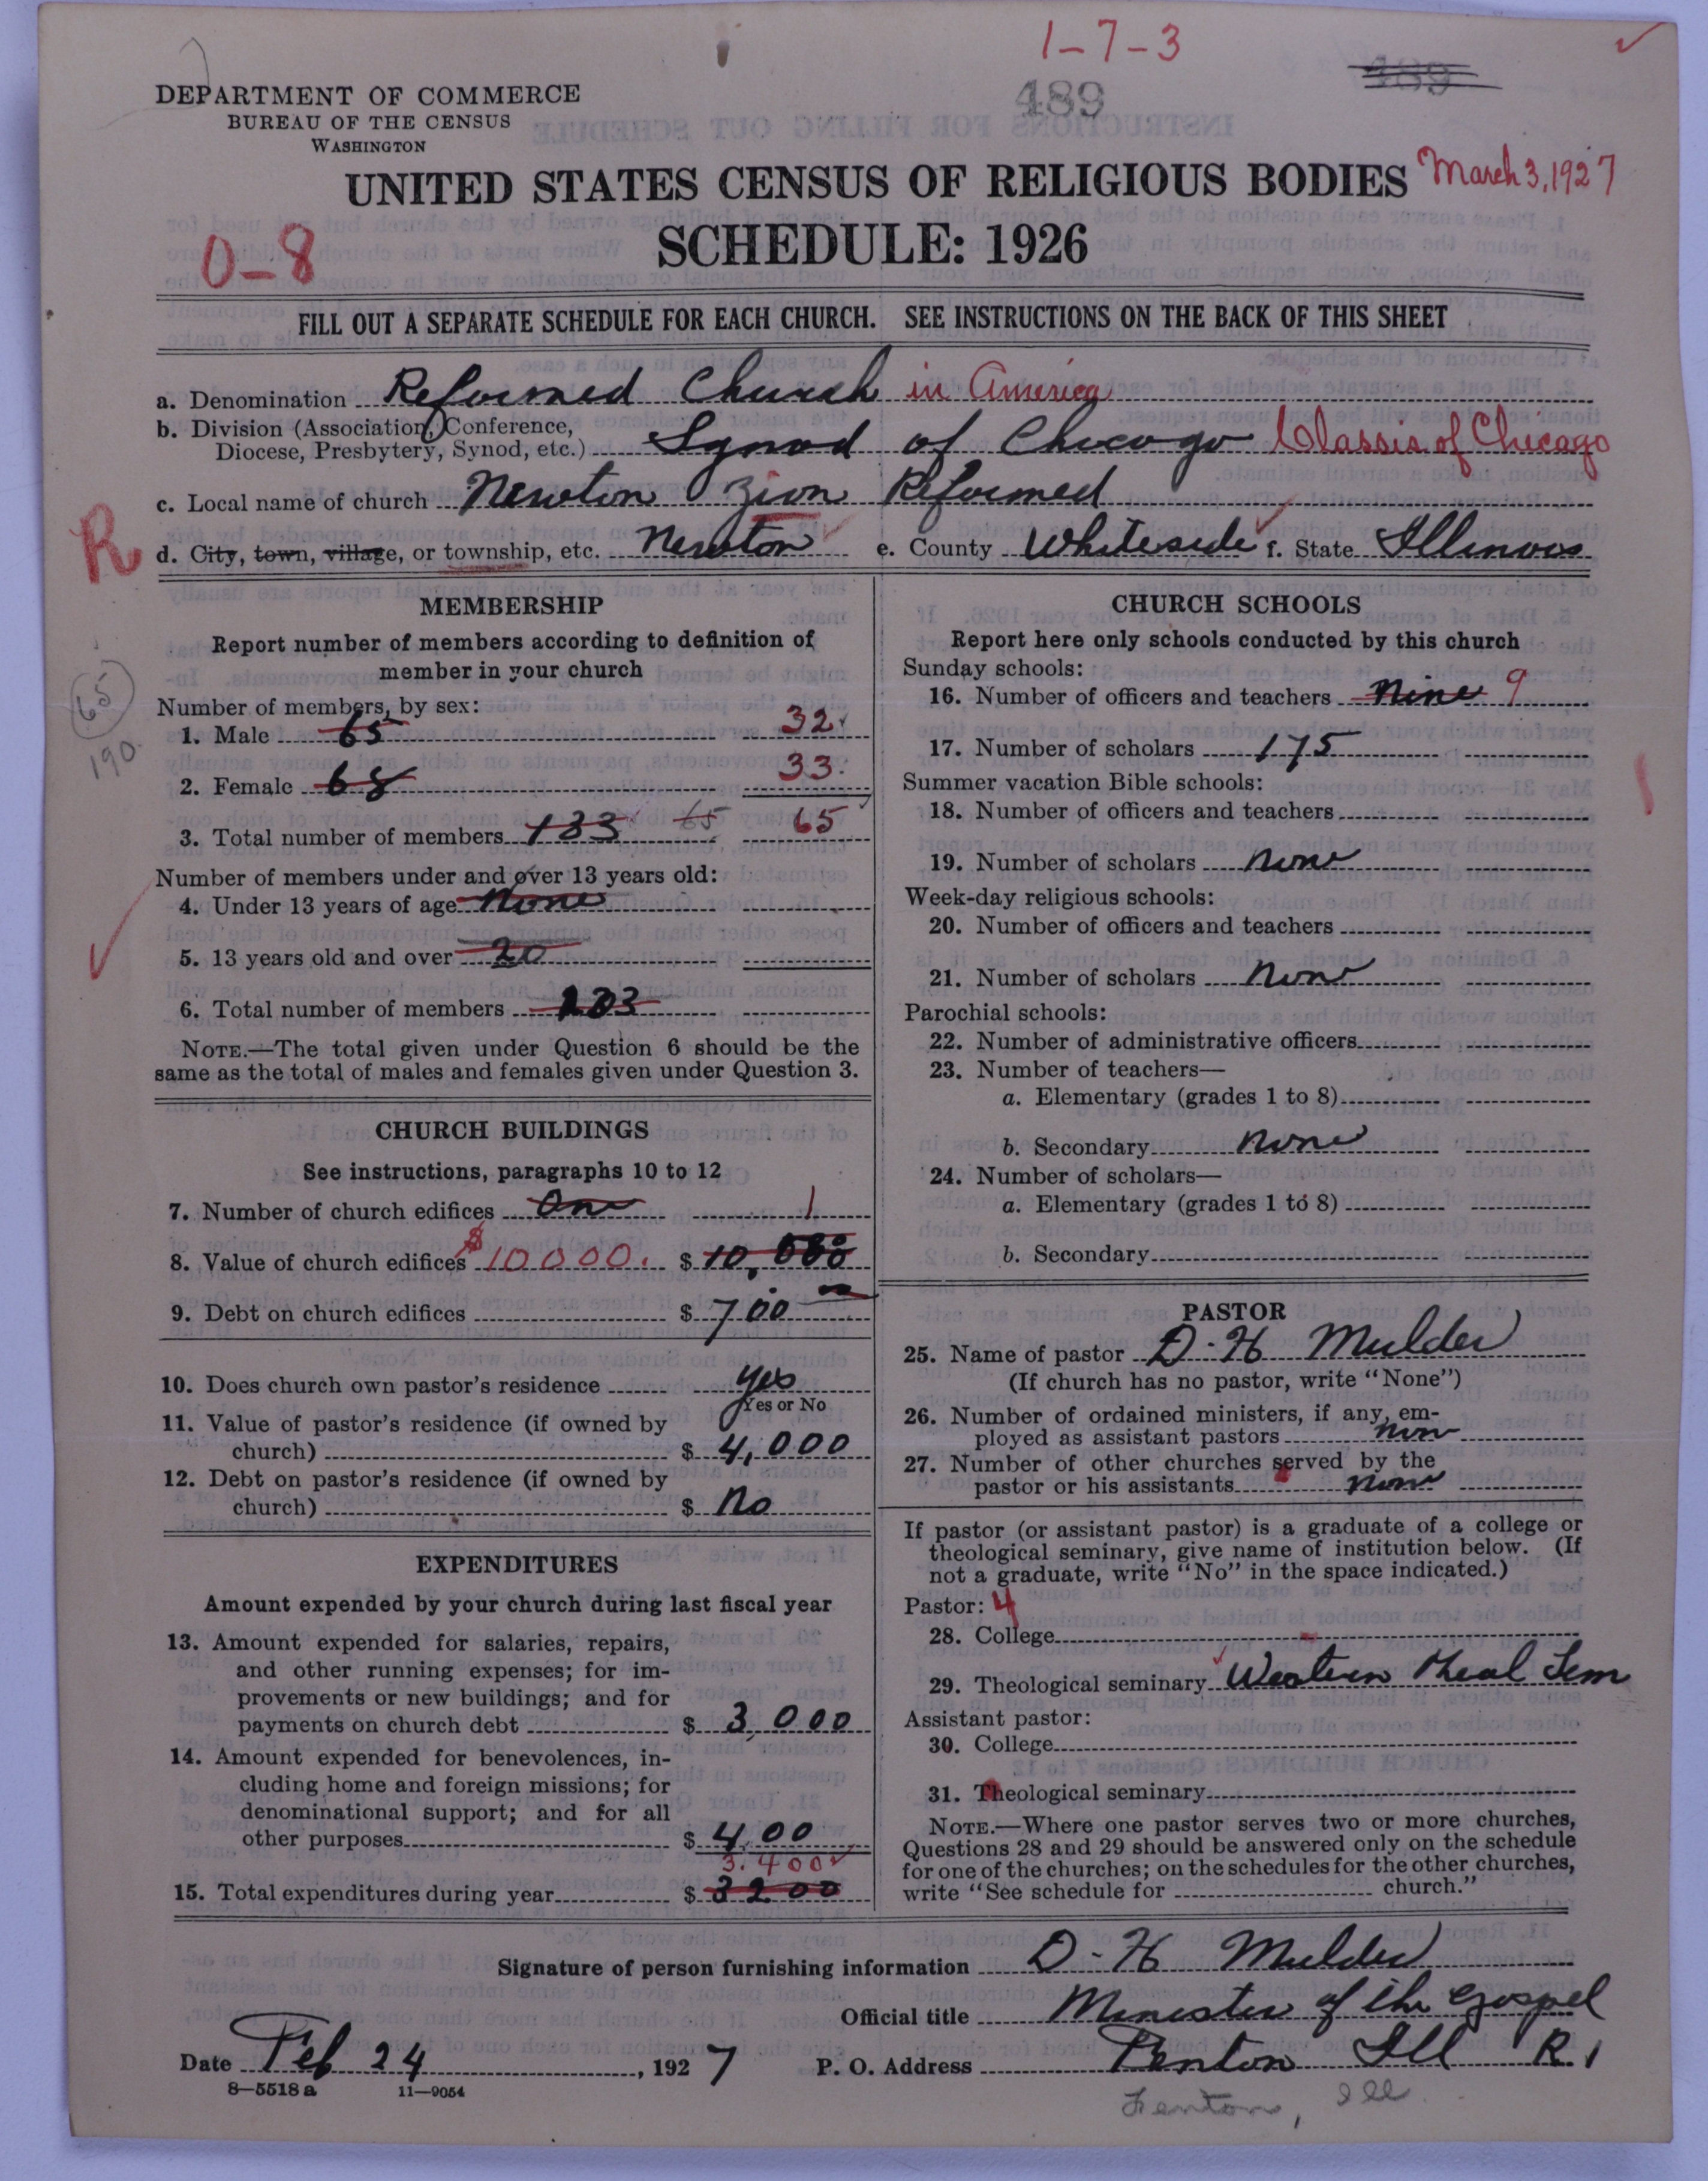 1-7-3
489
489
DEPARTMENT OF COMMERCE
BUREAU OF THE CENSUS
WASHINGTON
UNITED STATES CENSUS OF RELIGIOUS BODIES March 3, 1927
SCHEDULE: 1926
0-8
FILL OUT A SEPARATE SCHEDULE FOR EACH CHURCH. SEE INSTRUCTIONS ON THE BACK OF THIS SHEET
a. Denomination Reformed Church in America
b. Division (Association, Conference,
Diocese, Presbytery, Synod, etc.) Synod of Chicago Classis of Chicago
c. Local name of church Newton Zion Reformed
R
d. City, town, village, or township, etc. Newton e. County Whiteside f. State Illinois
MEMBERSHIP
Report number of members according to definition of
member in your church
65
190
Number of members, by sex:
1. Male 65 32
2. Female 68 33.
3. Total number of members 133 65 65
Number of members under and over 13 years old:
4. Under 13 years of age None
5. 13 years old and over 20
6. Total number of members 203
NOTE.—The total given under Question 6 should be the
same as the total of males and females given under Question 3.
CHURCH BUILDINGS
See instructions, paragraphs 10 to 12
7. Number of church edifices One 1
8. Value of church edifices $10000. $ 10,000
9. Debt on church edifices $ 700
10. Does church own pastor's residence yes
Yes or No
11. Value of pastor's residence (if owned by
church) $ 4,000
12. Debt on pastor's residence (if owned by
church) $ No
EXPENDITURES
Amount expended by your church during last fiscal year
13. Amount expended for salaries, repairs,
and other running expenses; for im-
provements or new buildings; and for
payments on church debt $ 3,000
14. Amount expended for benevolences, in-
cluding home and foreign missions; for
denominational support; and for all
other purposes $ 400
3.400
15. Total expenditures during year $ 3200
CHURCH SCHOOLS
Report here only schools conducted by this church
Sunday schools:
16. Number of officers and teachers Nine 9
17. Number of scholars 175
Summer vacation Bible schools:
18. Number of officers and teachers
19. Number of scholars None
Week-day religious schools:
20. Number of officers and teachers
21. Number of scholars None
Parochial schools:
22. Number of administrative officers
23. Number of teachers—
a. Elementary (grades 1 to 8)
b. Secondary None
24. Number of scholars—
a. Elementary (grades 1 to 8)
b. Secondary
PASTOR
25. Name of pastor D. H Mulder
(If church has no pastor, write "None")
26. Number of ordained ministers, if any, em-
ployed as assistant pastors Non
27. Number of other churches served by the
pastor or his assistants None
If pastor (or assistant pastor) is a graduate of a college or
theological seminary, give name of institution below. (If
not a graduate, write "No" in the space indicated.)
Pastor: 4
28. College
29. Theological seminary Western Theal Sem
Assistant pastor:
30. College
31. Theological seminary
NOTE.—Where one pastor serves two or more churches,
Questions 28 and 29 should be answered only on the schedule
for one of the churches; on the schedules for the other churches,
write "See schedule for church."
Signature of person furnishing information D. H Mulder
Official title Minister of the Gospel
Date Feb 24, 1927 P. O. Address Fenton Ill R 1
8—5518 a 11—9054
Fenton, Ill.